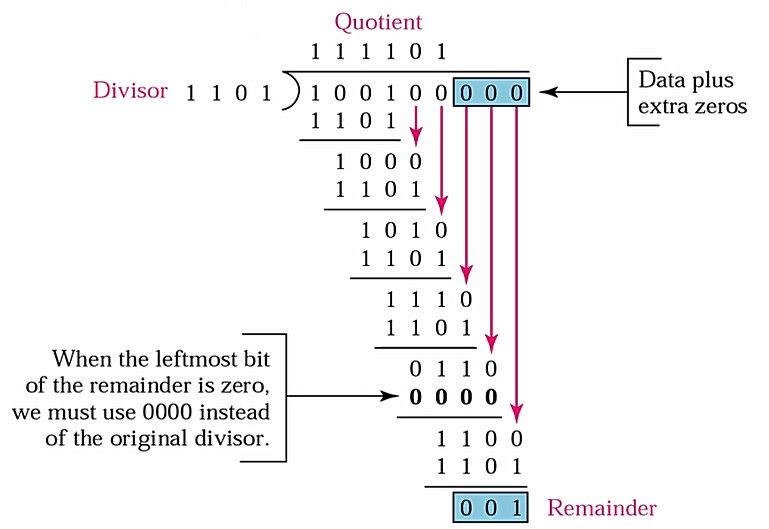 Quotient
1 1 1 1 0 1
Divisor 1 1 0 1 1 0 0 1 0 0 0 0 0
Data plus
extra zeros
1 1 0 1
1 0 0 0
1 1 0 1
1 0 1 0
1 1 0 1
1 1 1 0
1 1 0 1
When the leftmost bit
of the remainder is zero,
we must use 0000 instead
of the original divisor.
0 1 1 0
0 0 0 0
1 1 0 0
1 1 0 1
0 0 1 Remainder